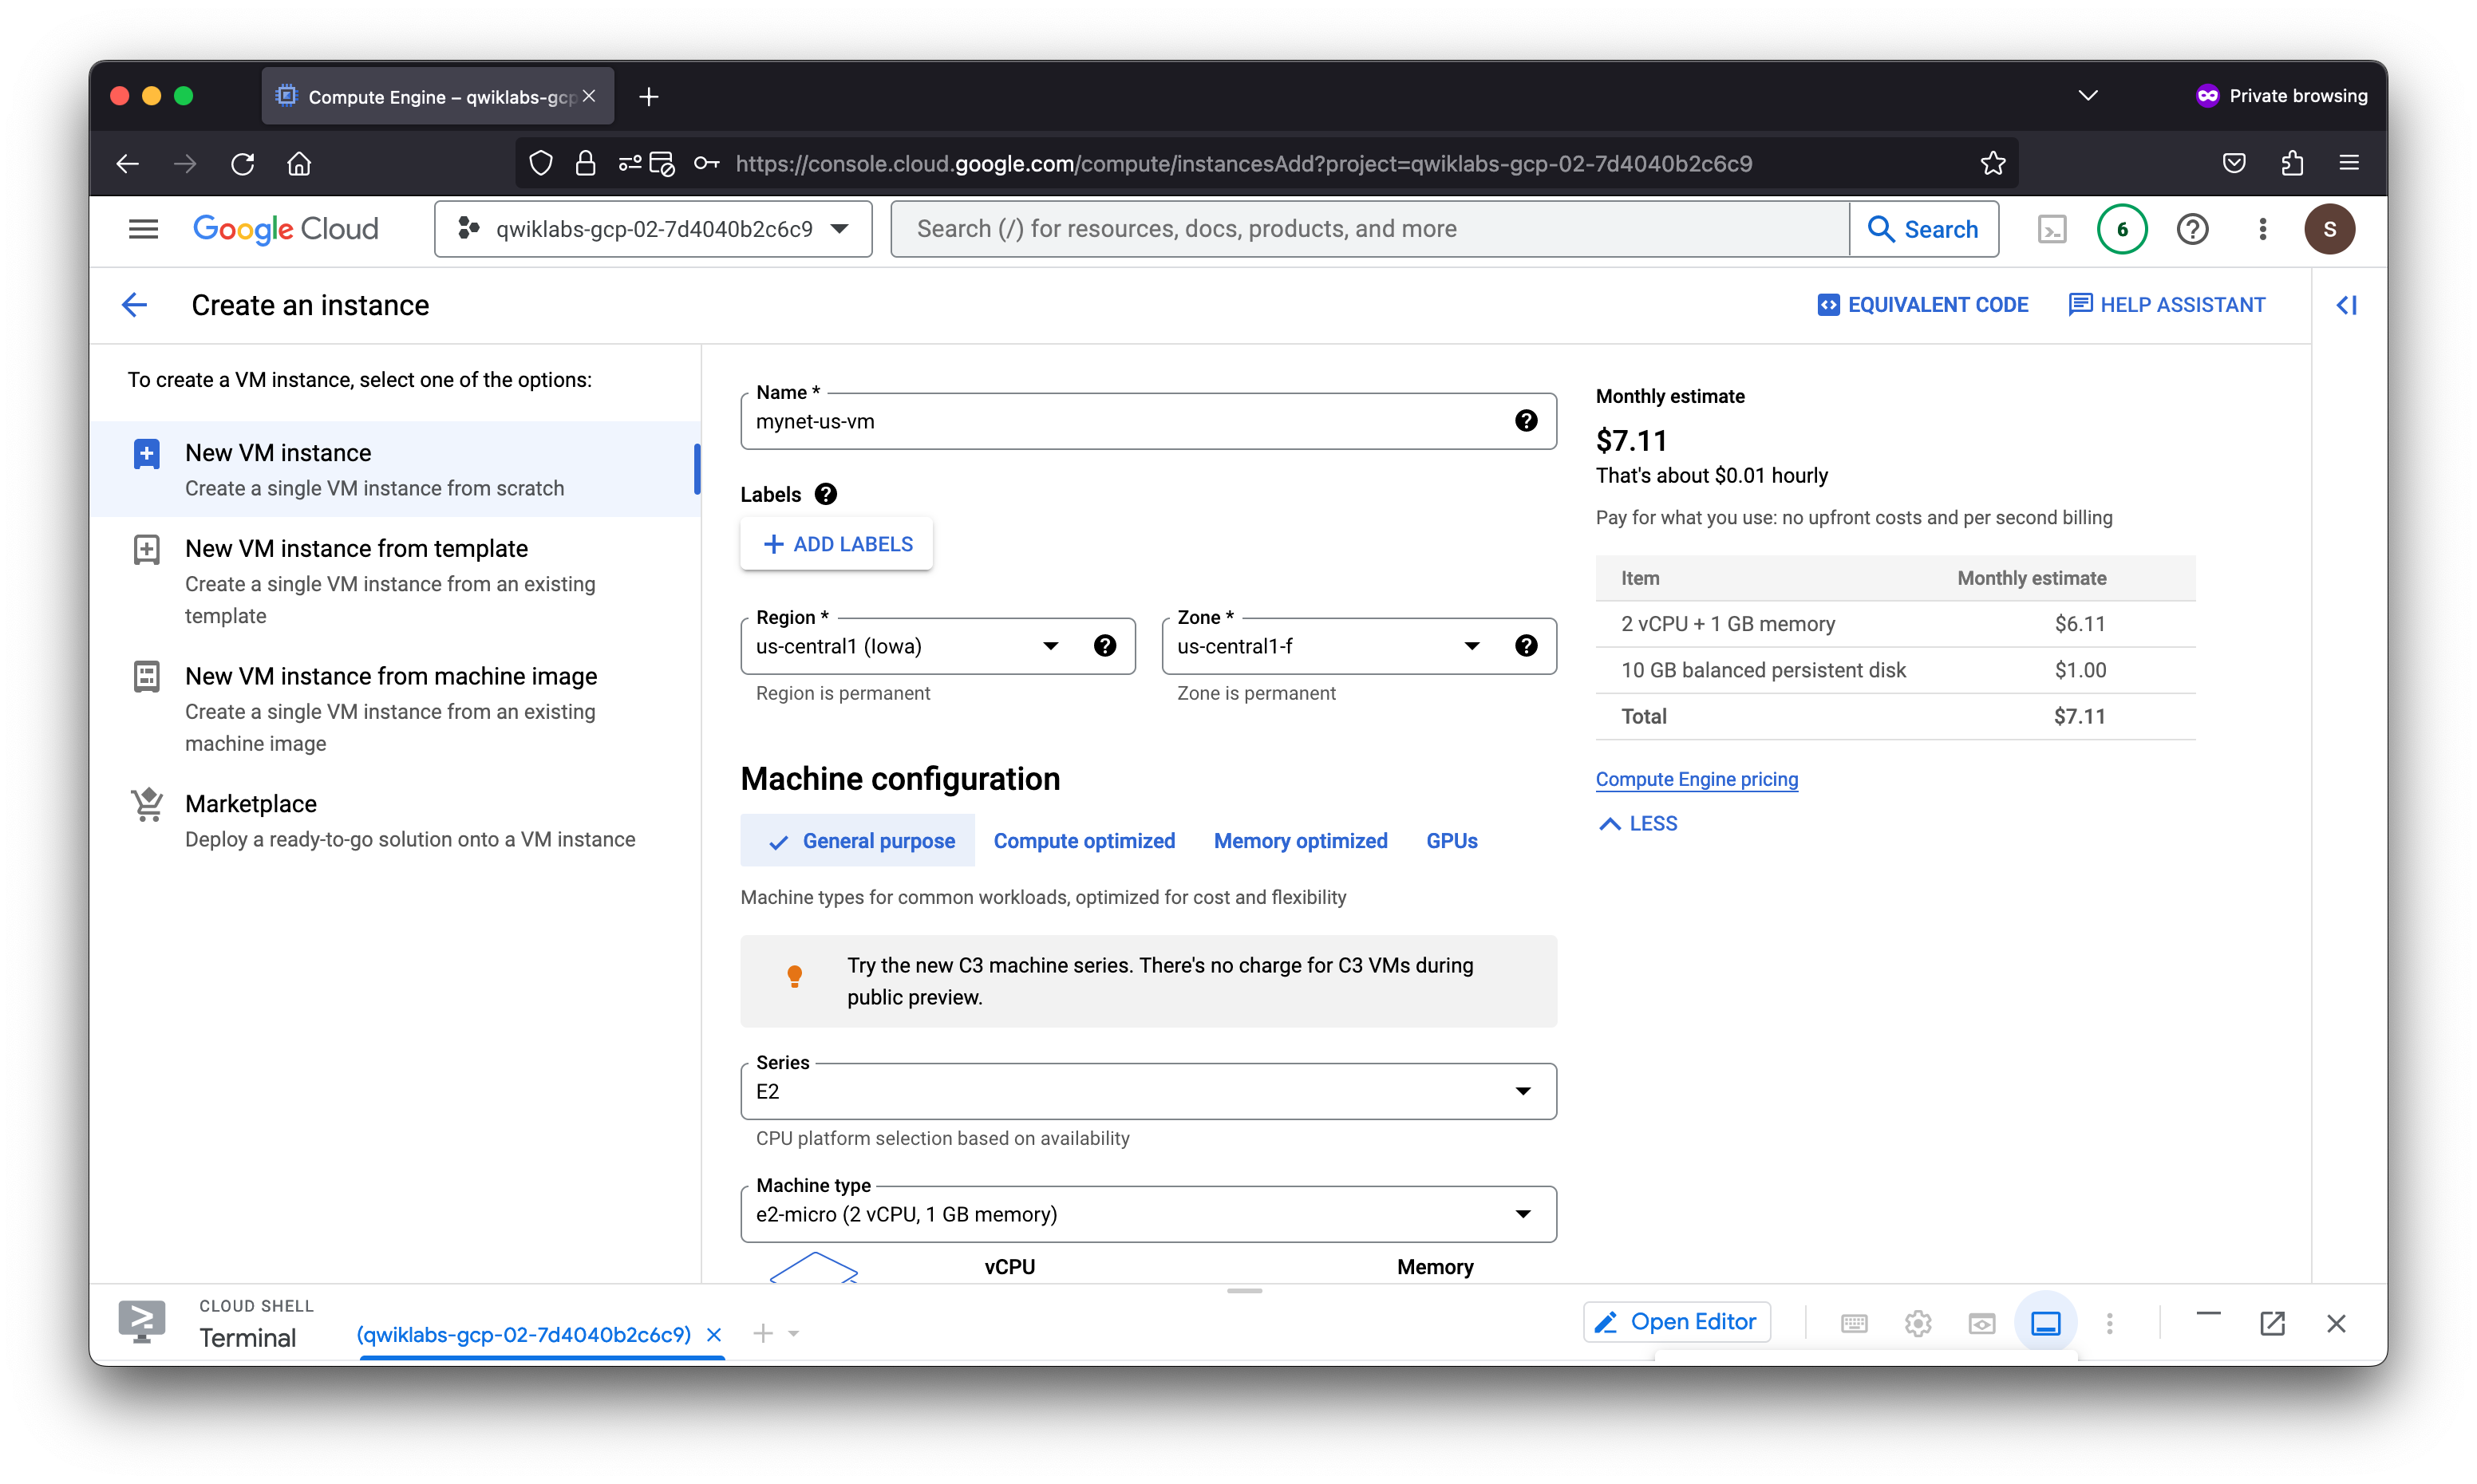 Compute Engine – qwiklabs-gcp
Private browsing
https://console.cloud.google.com/compute/instancesAdd?project=qwiklabs-gcp-02-7d4040b2c6c9
Google Cloud
qwiklabs-gcp-02-7d4040b2c6c9
Search (/) for resources, docs, products, and more
Search
6
S
Create an instance
EQUIVALENT CODE
HELP ASSISTANT
To create a VM instance, select one of the options:
New VM instance
Create a single VM instance from scratch
New VM instance from template
Create a single VM instance from an existing
template
New VM instance from machine image
Create a single VM instance from an existing
machine image
Marketplace
Deploy a ready-to-go solution onto a VM instance
Name *
mynet-us-vm
Labels
ADD LABELS
Region *
us-central1 (Iowa)
Region is permanent
Zone *
us-central1-f
Zone is permanent
Machine configuration
General purpose
Compute optimized
Memory optimized
GPUs
Machine types for common workloads, optimized for cost and flexibility
Try the new C3 machine series. There's no charge for C3 VMs during
public preview.
Series
E2
CPU platform selection based on availability
Machine type
e2-micro (2 vCPU, 1 GB memory)
vCPU
Memory
Monthly estimate
$7.11
That's about $0.01 hourly
Pay for what you use: no upfront costs and per second billing
Item Monthly estimate
2 vCPU + 1 GB memory $6.11
10 GB balanced persistent disk $1.00
Total $7.11
Compute Engine pricing
LESS
CLOUD SHELL
Terminal
(qwiklabs-gcp-02-7d4040b2c6c9)
Open Editor